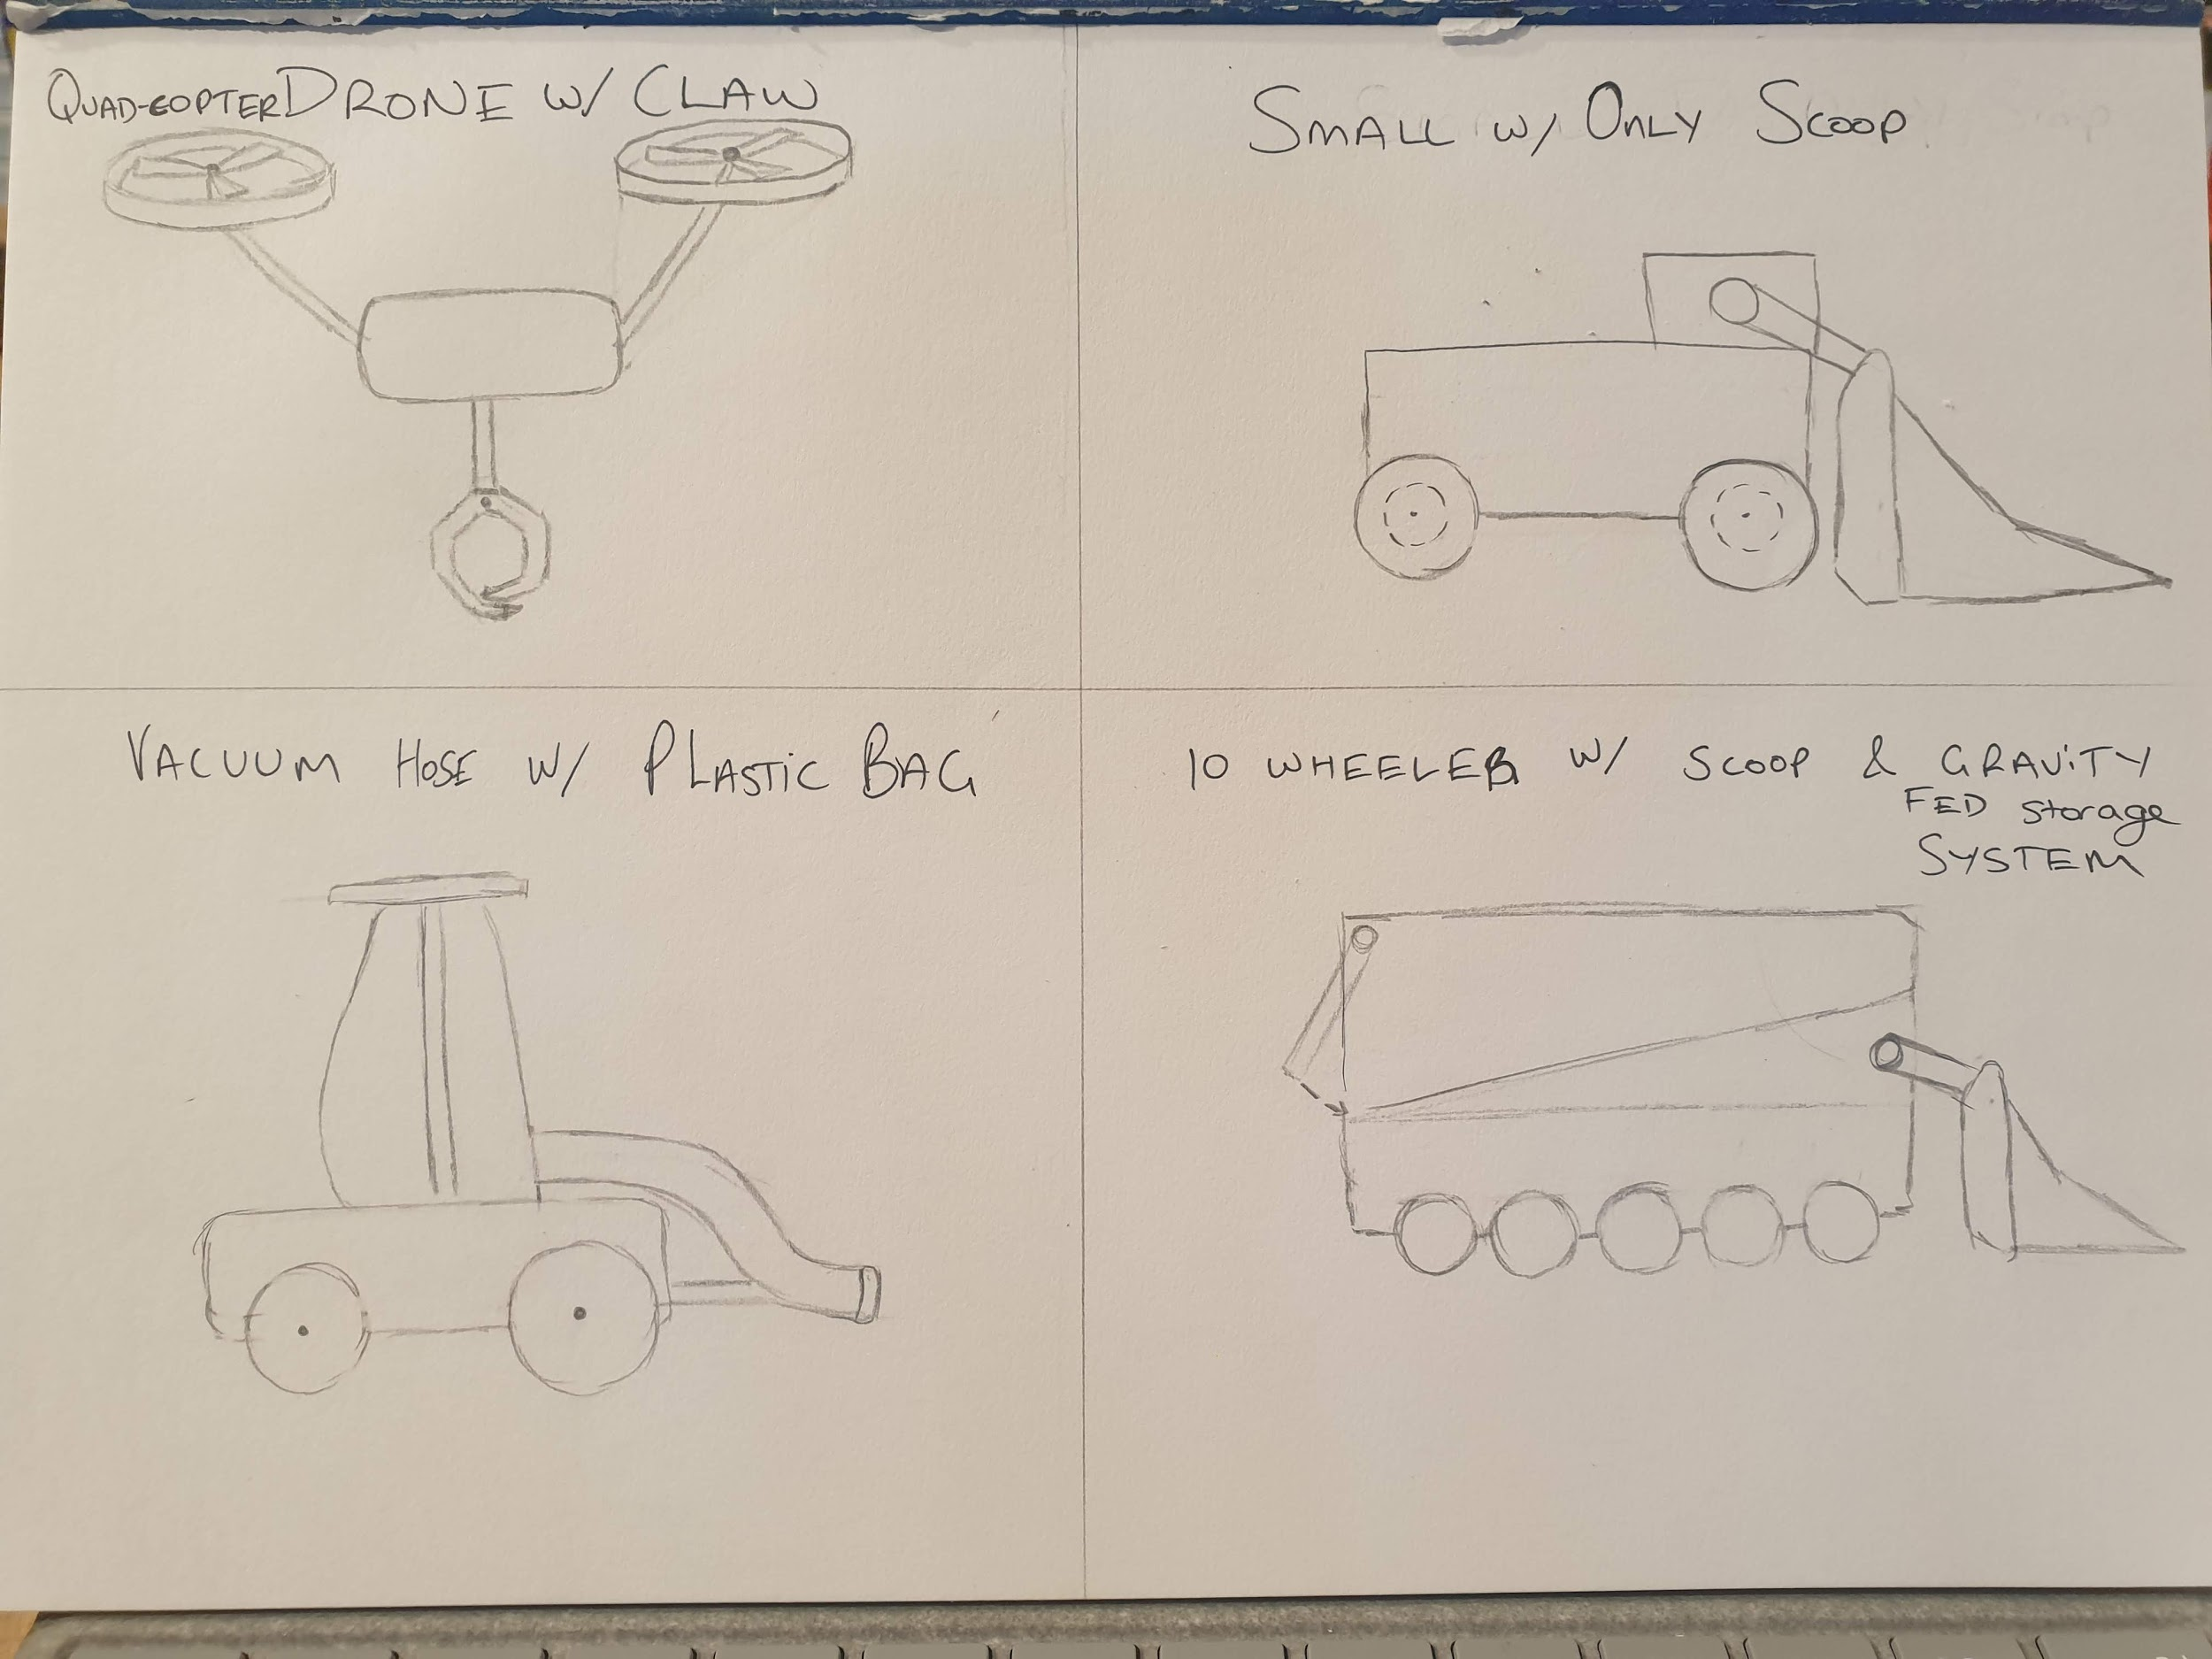 QUAD-COPTER DRONE W/ CLAW
SMALL W/ ONLY SCOOP
VACUUM HOSE W/ PLASTIC BAG
10 WHEELER W/ SCOOP & GRAVITY
FED Storage
SYSTEM